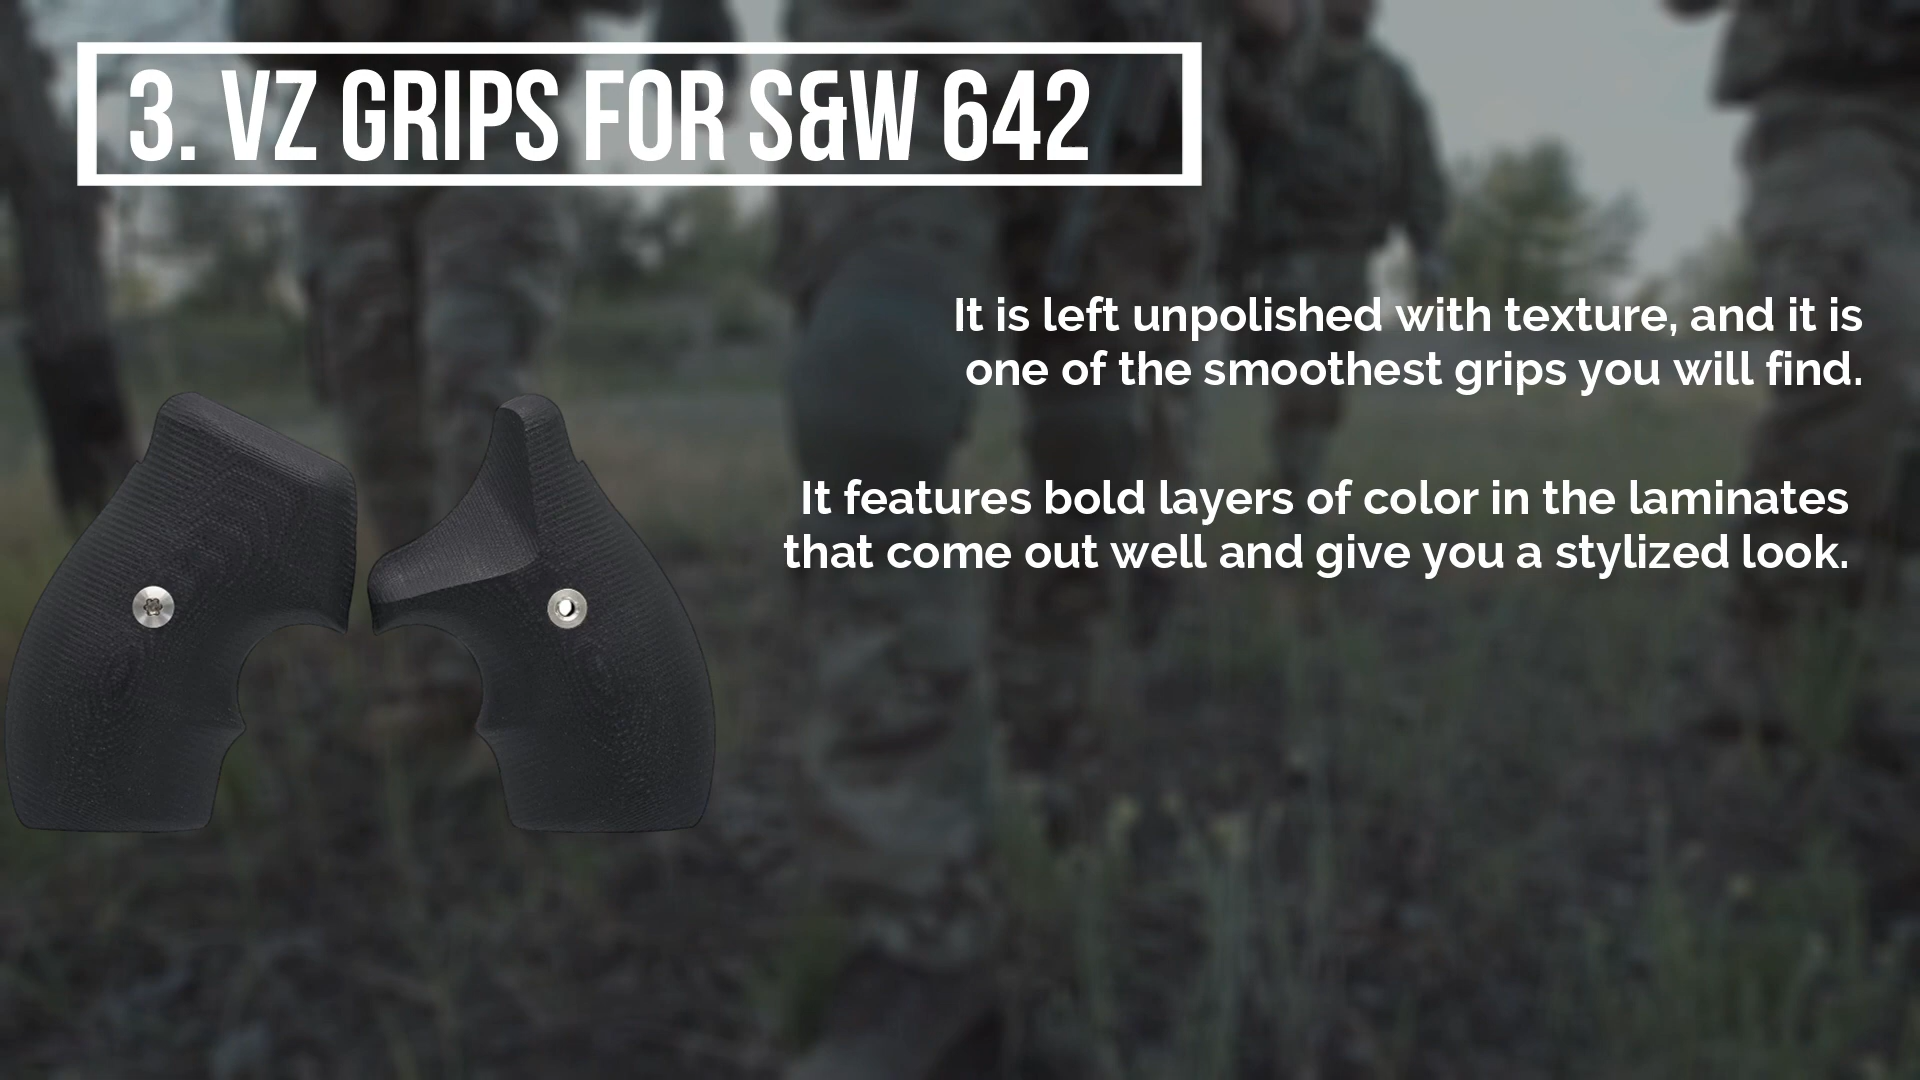 3. VZ GRIPS FOR S&W 642
It is left unpolished with texture, and it is
one of the smoothest grips you will find.
It features bold layers of color in the laminates
that come out well and give you a stylized look.